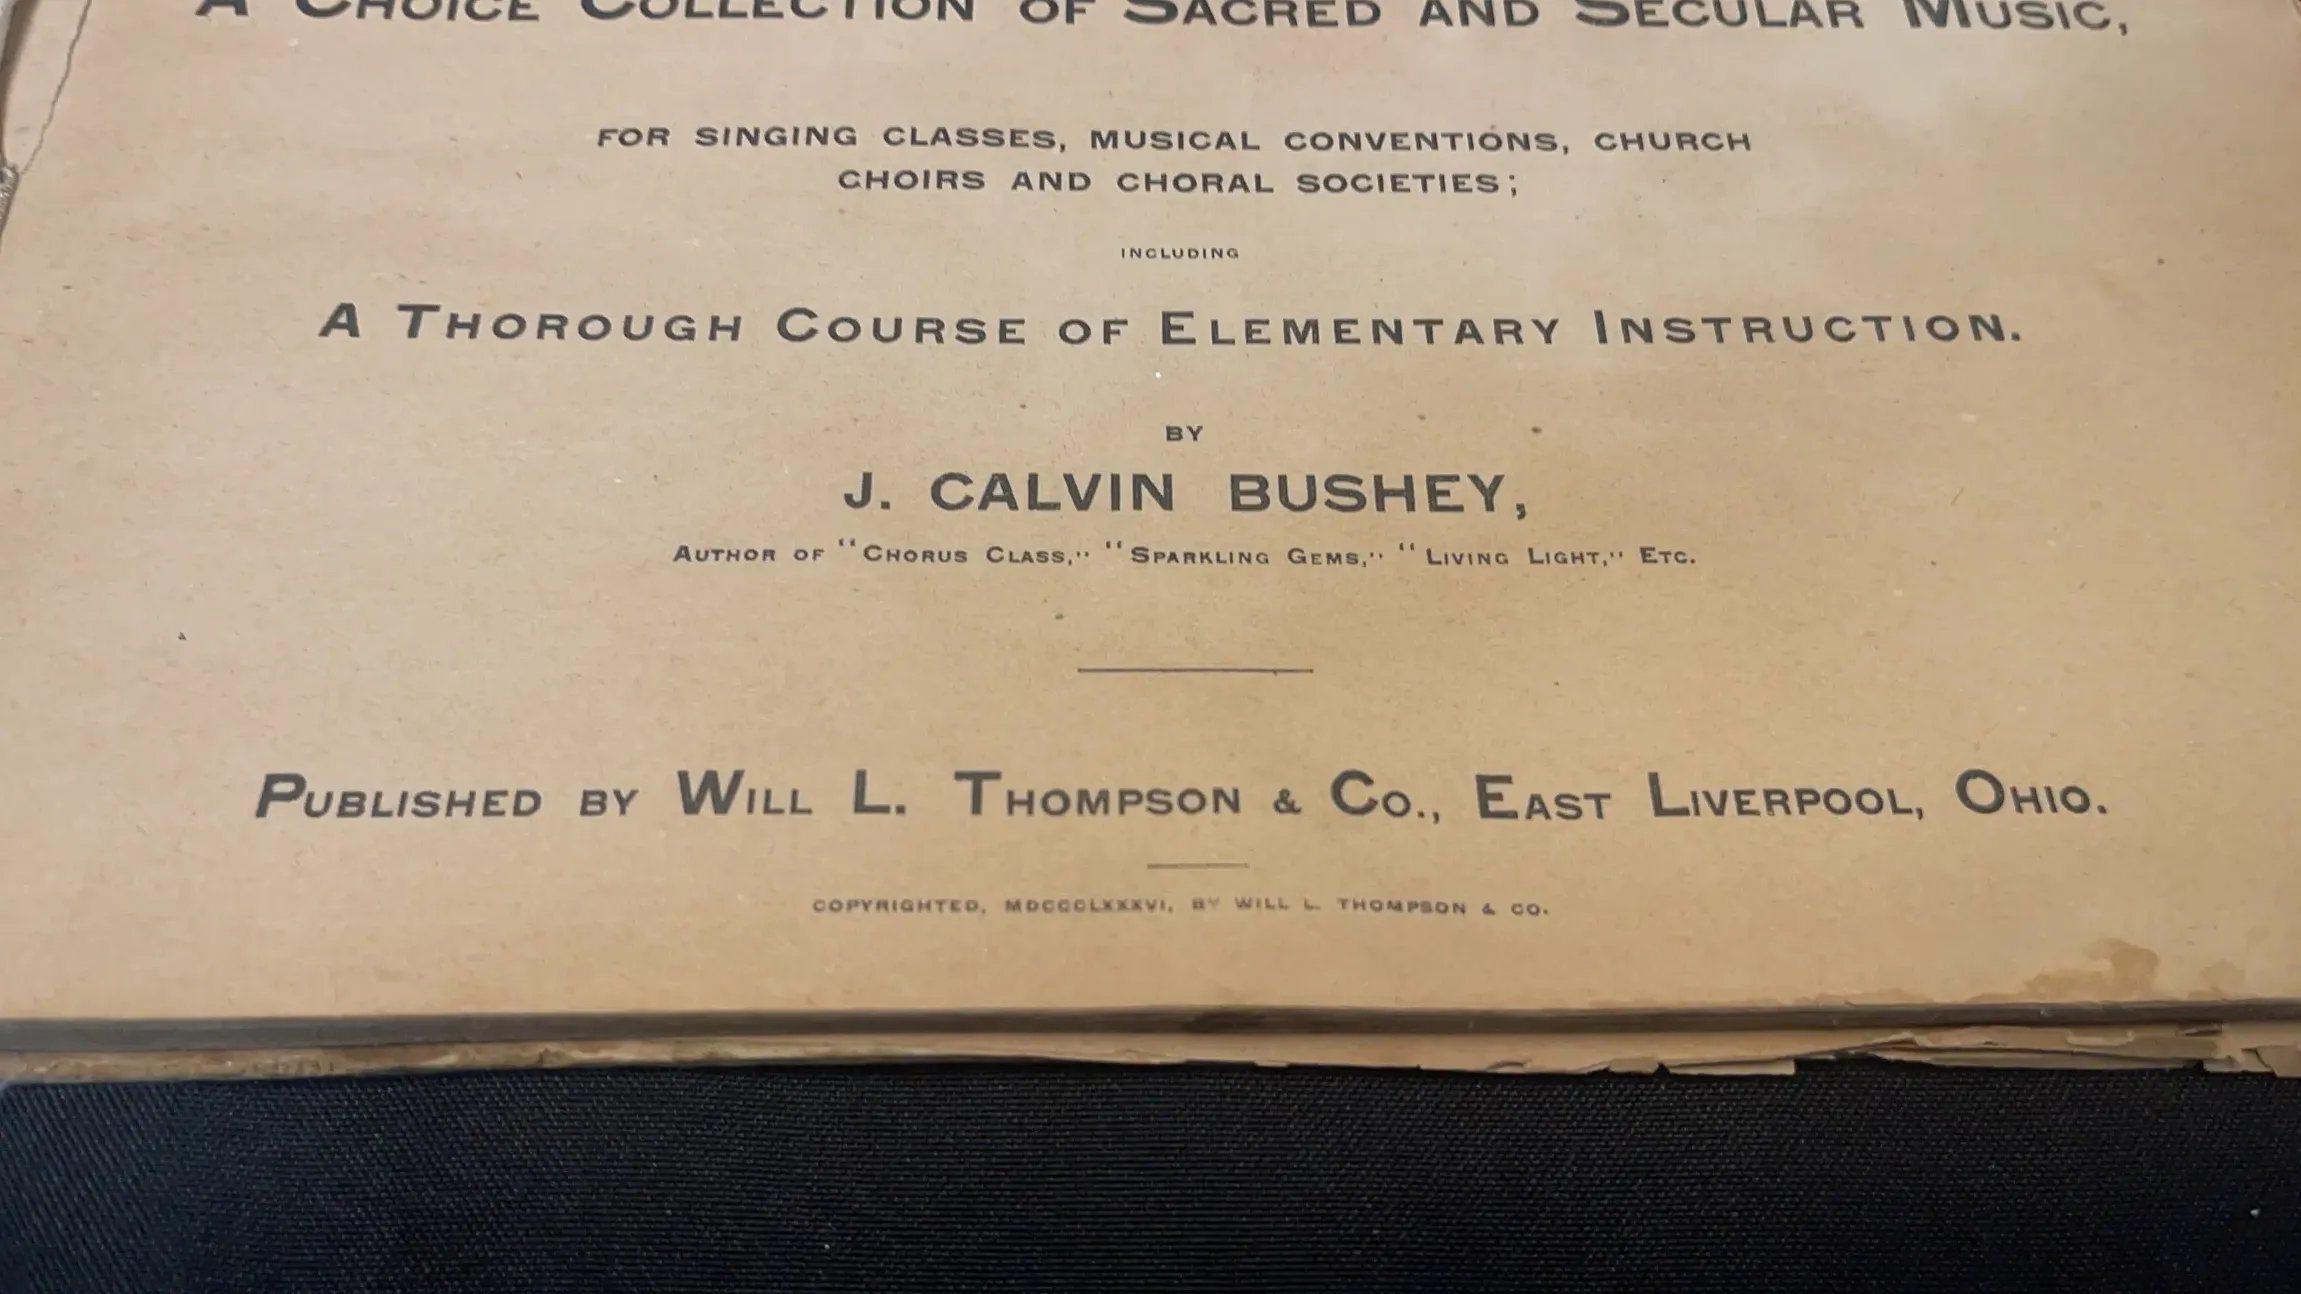 A CHOICE COLLECTION OF SACRED AND SECULAR MUSIC,
FOR SINGING CLASSES, MUSICAL CONVENTIONS, CHURCH
CHOIRS AND CHORAL SOCIETIES;
INCLUDING
A THOROUGH COURSE OF ELEMENTARY INSTRUCTION.
BY
J. CALVIN BUSHEY,
AUTHOR OF "CHORUS CLASS," "SPARKLING GEMS," "LIVING LIGHT," ETC.
PUBLISHED BY WILL L. THOMPSON & CO., EAST LIVERPOOL, OHIO.
COPYRIGHTED, MDCCCLXXXVI, BY WILL L. THOMPSON & CO.